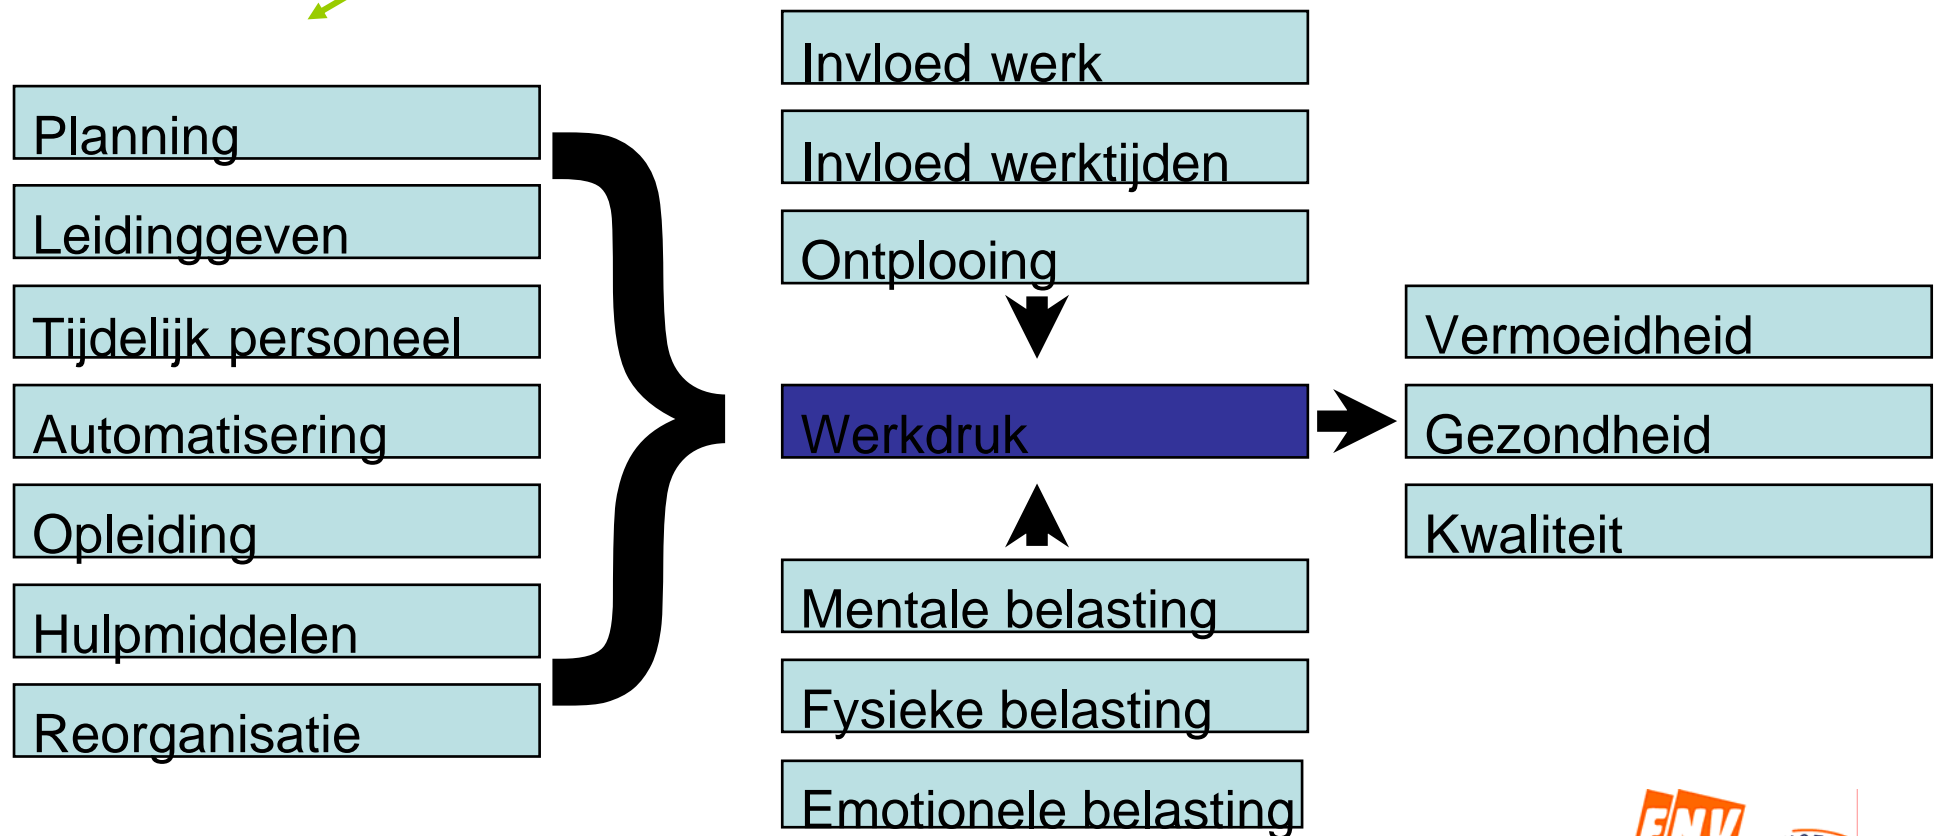 Planning
Leidinggeven
Tijdelijk personeel
Automatisering
Opleiding
Hulpmiddelen
Reorganisatie
Invloed werk
Invloed werktijden
Ontplooing
Werkdruk
Mentale belasting
Fysieke belasting
Emotionele belasting
Vermoeidheid
Gezondheid
Kwaliteit